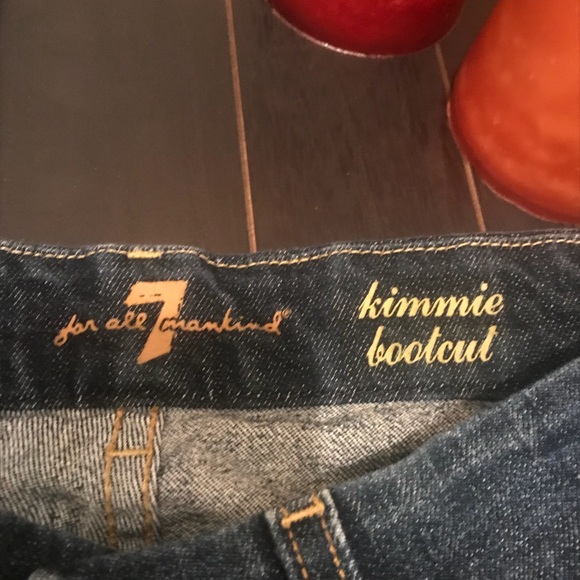 7
for all mankind®
kimmie
bootcut